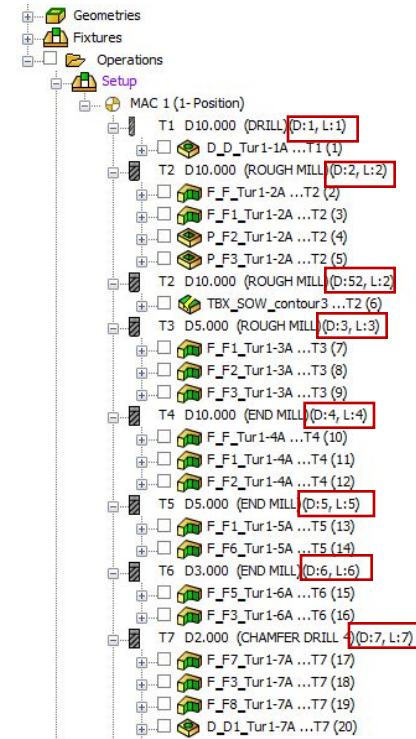 Geometries
Fixtures
Operations
Setup
MAC 1 (1- Position)
T1 D10.000 (DRILL)(D:1, L:1)
D_D_Tur1-1A ...T1 (1)
T2 D10.000 (ROUGH MILL)(D:2, L:2)
F_F_Tur1-2A ...T2 (2)
F_F1_Tur1-2A ...T2 (3)
P_F2_Tur1-2A ...T2 (4)
P_F3_Tur1-2A ...T2 (5)
T2 D10.000 (ROUGH MILL)(D:52, L:2)
TBX_SOW_contour3 ...T2 (6)
T3 D5.000 (ROUGH MILL)(D:3, L:3)
F_F1_Tur1-3A ...T3 (7)
F_F2_Tur1-3A ...T3 (8)
F_F3_Tur1-3A ...T3 (9)
T4 D10.000 (END MILL)(D:4, L:4)
F_F_Tur1-4A ...T4 (10)
F_F1_Tur1-4A ...T4 (11)
F_F2_Tur1-4A ...T4 (12)
T5 D5.000 (END MILL)(D:5, L:5)
F_F1_Tur1-5A ...T5 (13)
F_F6_Tur1-5A ...T5 (14)
T6 D3.000 (END MILL)(D:6, L:6)
F_F5_Tur1-6A ...T6 (15)
F_F3_Tur1-6A ...T6 (16)
T7 D2.000 (CHAMFER DRILL 4)(D:7, L:7)
F_F7_Tur1-7A ...T7 (17)
F_F3_Tur1-7A ...T7 (18)
F_F8_Tur1-7A ...T7 (19)
D_D1_Tur1-7A ...T7 (20)